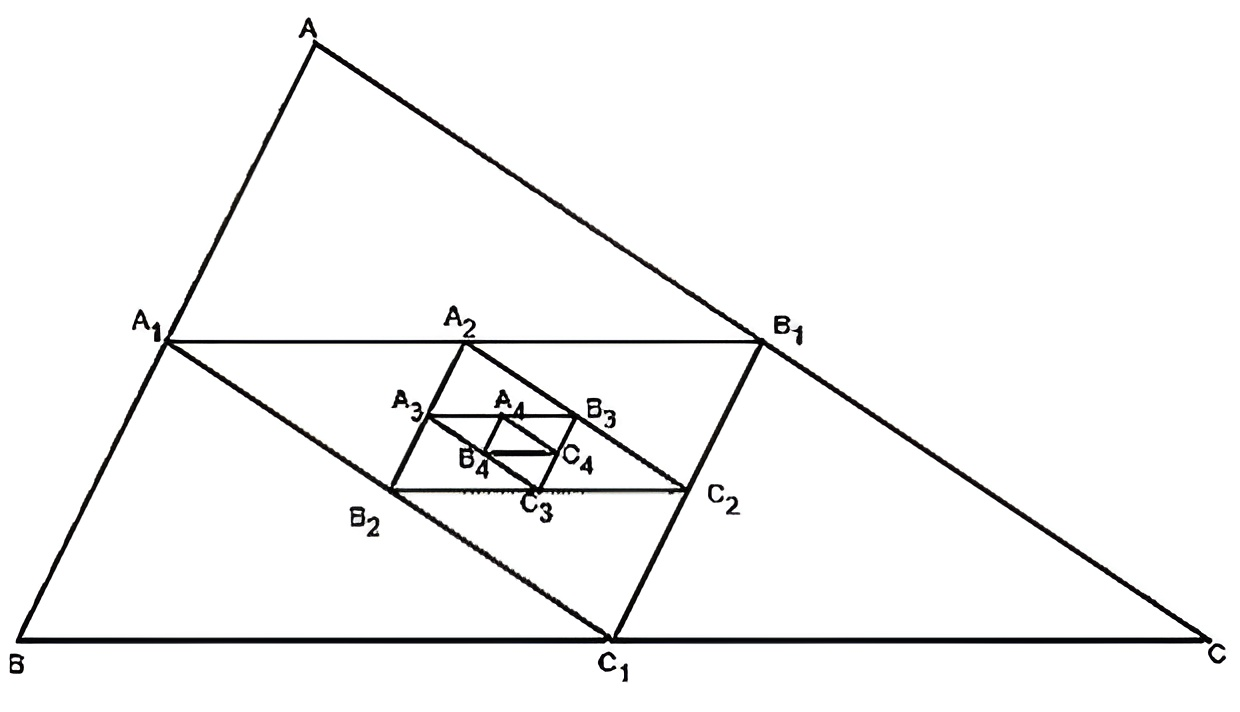 A
A₁
A₂
B₁
A₃
A₄
B₃
B₄
C₄
B₂
C₃
C₂
B
C₁
C